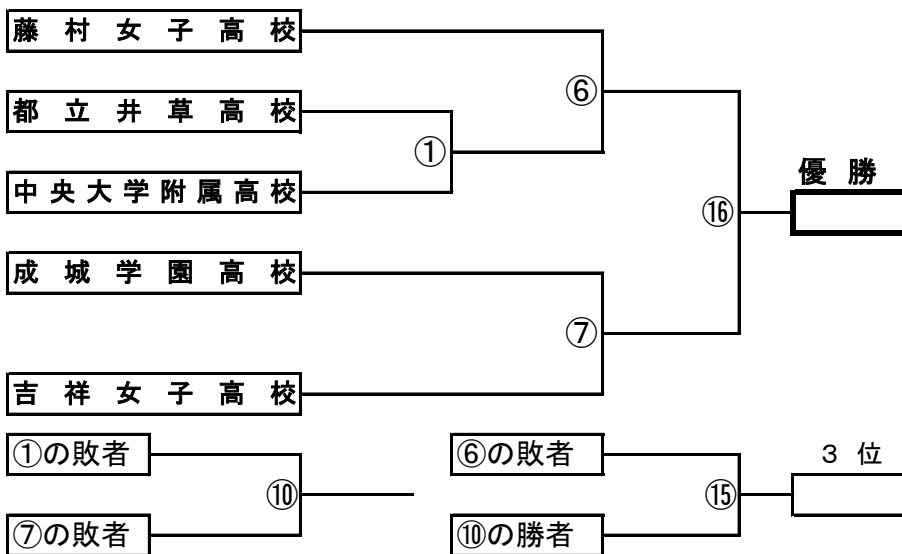 藤村女子高校
⑥
都立井草高校
①
中央大学附属高校
優勝
⑯
成城学園高校
⑦
吉祥女子高校
①の敗者
⑥の敗者
3位
⑩
⑮
⑦の敗者
⑩の勝者